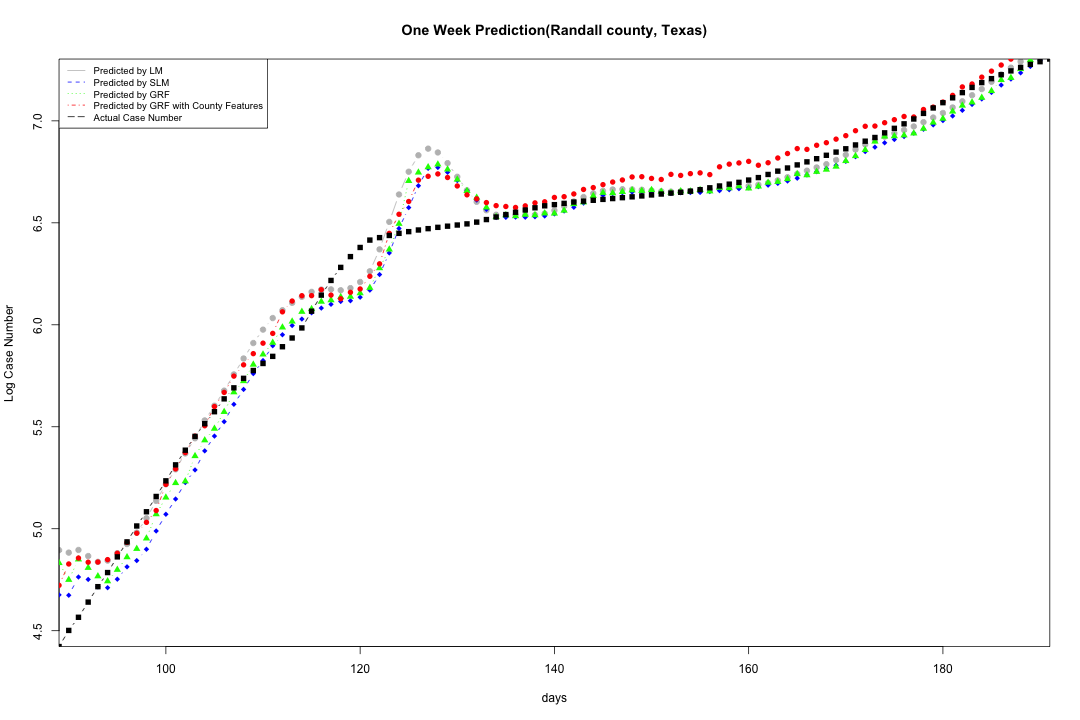 One Week Prediction(Randall county, Texas)
Predicted by LM
Predicted by SLM
Predicted by GRF
Predicted by GRF with County Features
Actual Case Number
Log Case Number
7.0
6.5
6.0
5.5
5.0
4.5
100 120 140 160 180
days